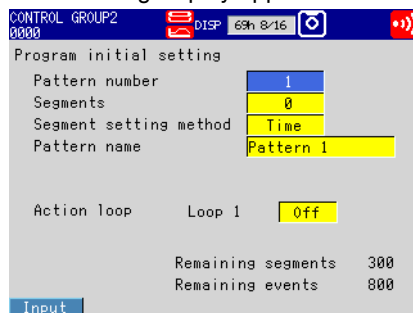 CONTROL GROUP2 DISP 69h 8/16
0000
Program initial setting
Pattern number 1
Segments 0
Segment setting method Time
Pattern name Pattern 1
Action loop Loop 1 Off
Remaining segments 300
Remaining events 800
Input